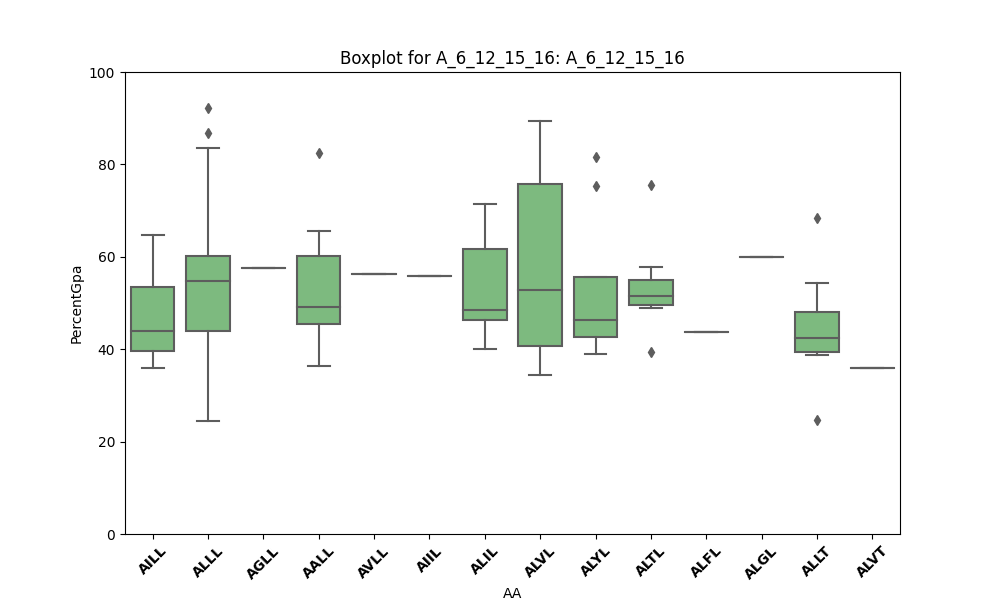 Boxplot for A_6_12_15_16: A_6_12_15_16
100
80
60
40
20
0
PercentGpa
AILL
ALLL
AGLL
AALL
AVLL
AIIL
ALIL
ALVL
ALYL
ALTL
ALFL
ALGL
ALLT
ALVT
AA